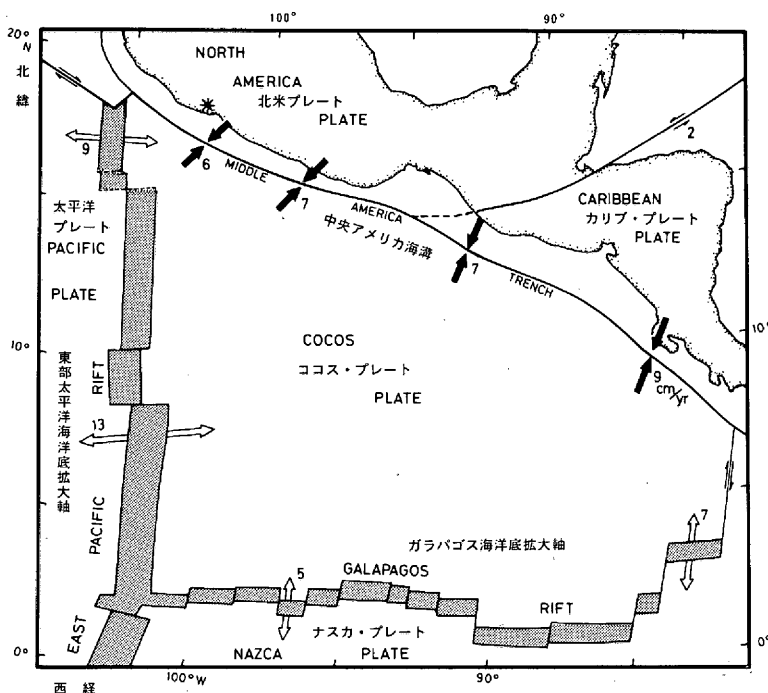 100°
90°
20°
N
北
緯
NORTH
AMERICA
北米プレート
PLATE
9
6
MIDDLE
7
AMERICA
中央アメリカ海溝
7
TRENCH
2
CARIBBEAN
カリブ・プレート
PLATE
太平洋
プレート
PACIFIC
PLATE
10°
10°
COCOS
ココス・プレート
PLATE
9
cm/yr
東部太平洋海洋底拡大軸
RIFT
13
PACIFIC
EAST
ガラパゴス海洋底拡大軸
7
GALAPAGOS
5
RIFT
ナスカ・プレート
NAZCA
PLATE
0°
0°
100°W
90°
西経